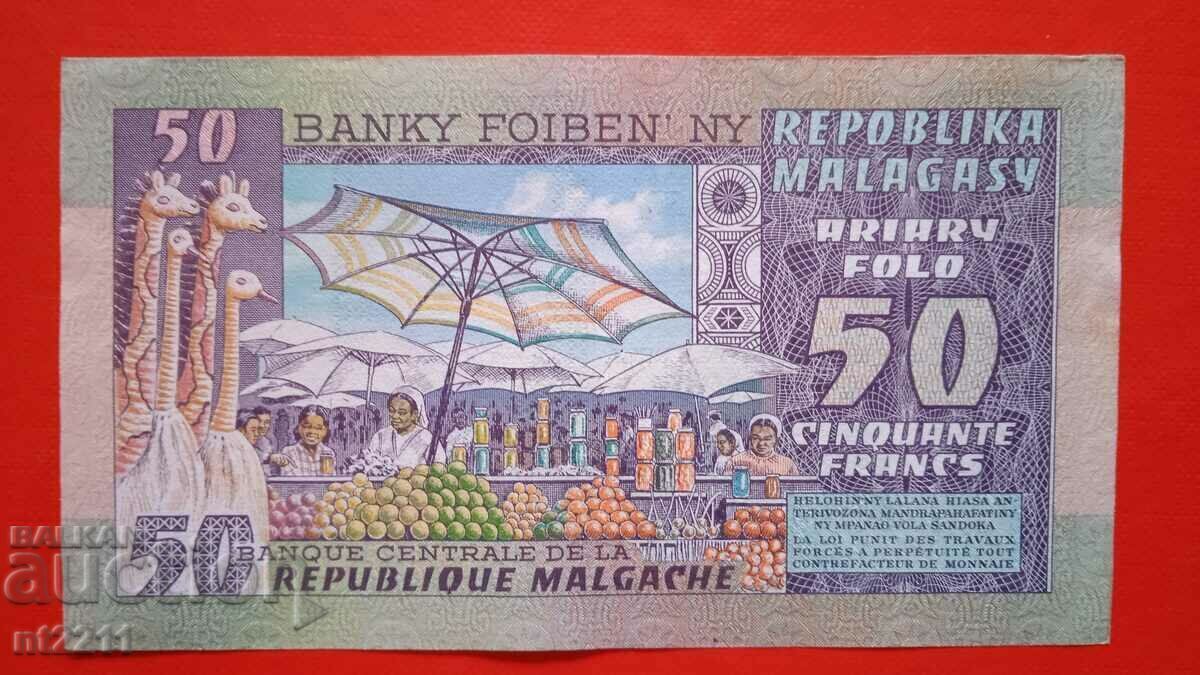 50
BANKY FOIBEN' NY
REPOBLIKA
MALAGASY
ARIARY
FOLO
50
CINQUANTE
FRANCS
HELOHIN'NY LALANA HIASA AN-
TERIVOZONA MANDRAPAHAFATINY
NY MPANAO VOLA SANDOKA
LA LOI PUNIT DES TRAVAUX
FORCÉS A PERPÉTUITÉ TOUT
CONTREFACTEUR DE MONNAIE
50
BANQUE CENTRALE DE LA
RÉPUBLIQUE MALGACHE
BALKAN
auction
nt2211